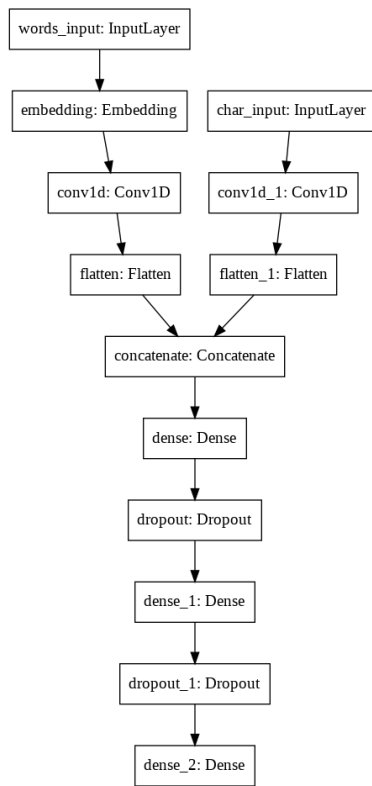 words_input: InputLayer
embedding: Embedding
char_input: InputLayer
conv1d: Conv1D
conv1d_1: Conv1D
flatten: Flatten
flatten_1: Flatten
concatenate: Concatenate
dense: Dense
dropout: Dropout
dense_1: Dense
dropout_1: Dropout
dense_2: Dense